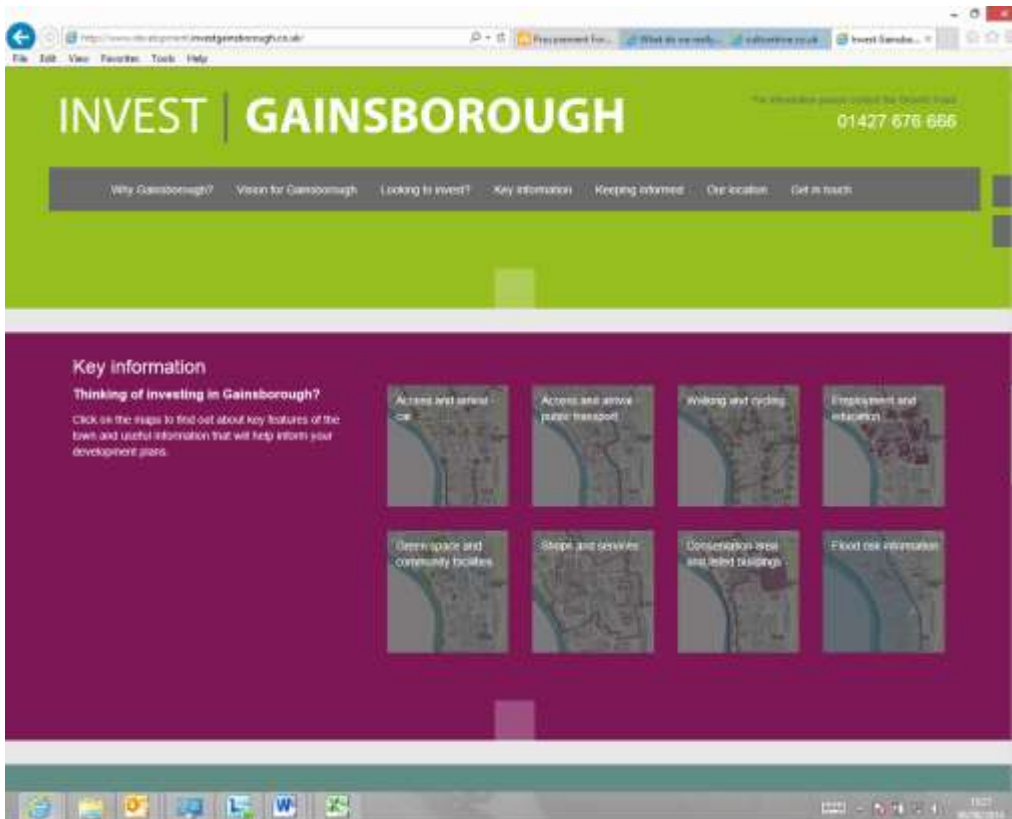 File Edit View Favorites Tools Help
INVEST | GAINSBOROUGH
01427 676 666
Why Gainsborough? Vision for Gainsborough Looking to invest? Key information Keeping informed Our location Get in touch
Key information
Thinking of investing in Gainsborough?
Click on the maps to find out about key features of the
town and useful information that will help inform your
development plans.
Access and arrival - car
Access and arrival - public transport
Walking and cycling
Employment and education
Green space and community facilities
Shops and services
Conservation area and listed buildings
Flood risk information